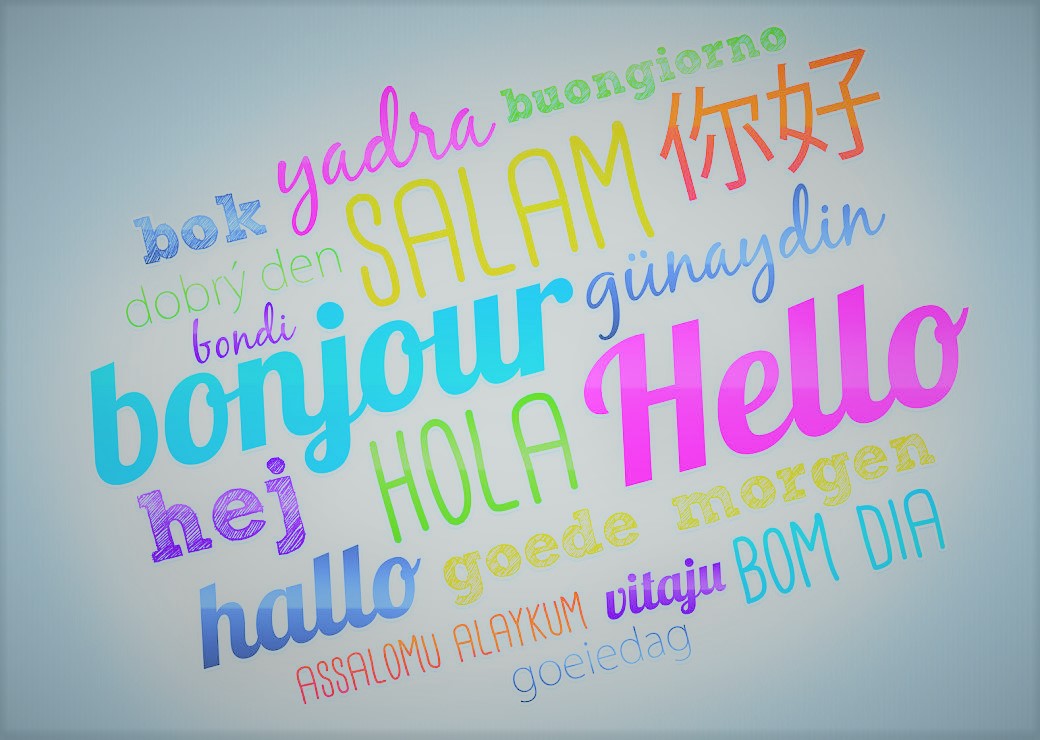 buongiorno
你好
yadra
SALAM
bok
günaydin
dobrý den
bondi
bonjour
Hello
HOLA
hej
goede morgen
hallo
BOM DIA
vitaju
ASSALOMU ALAYKUM
goeiedag